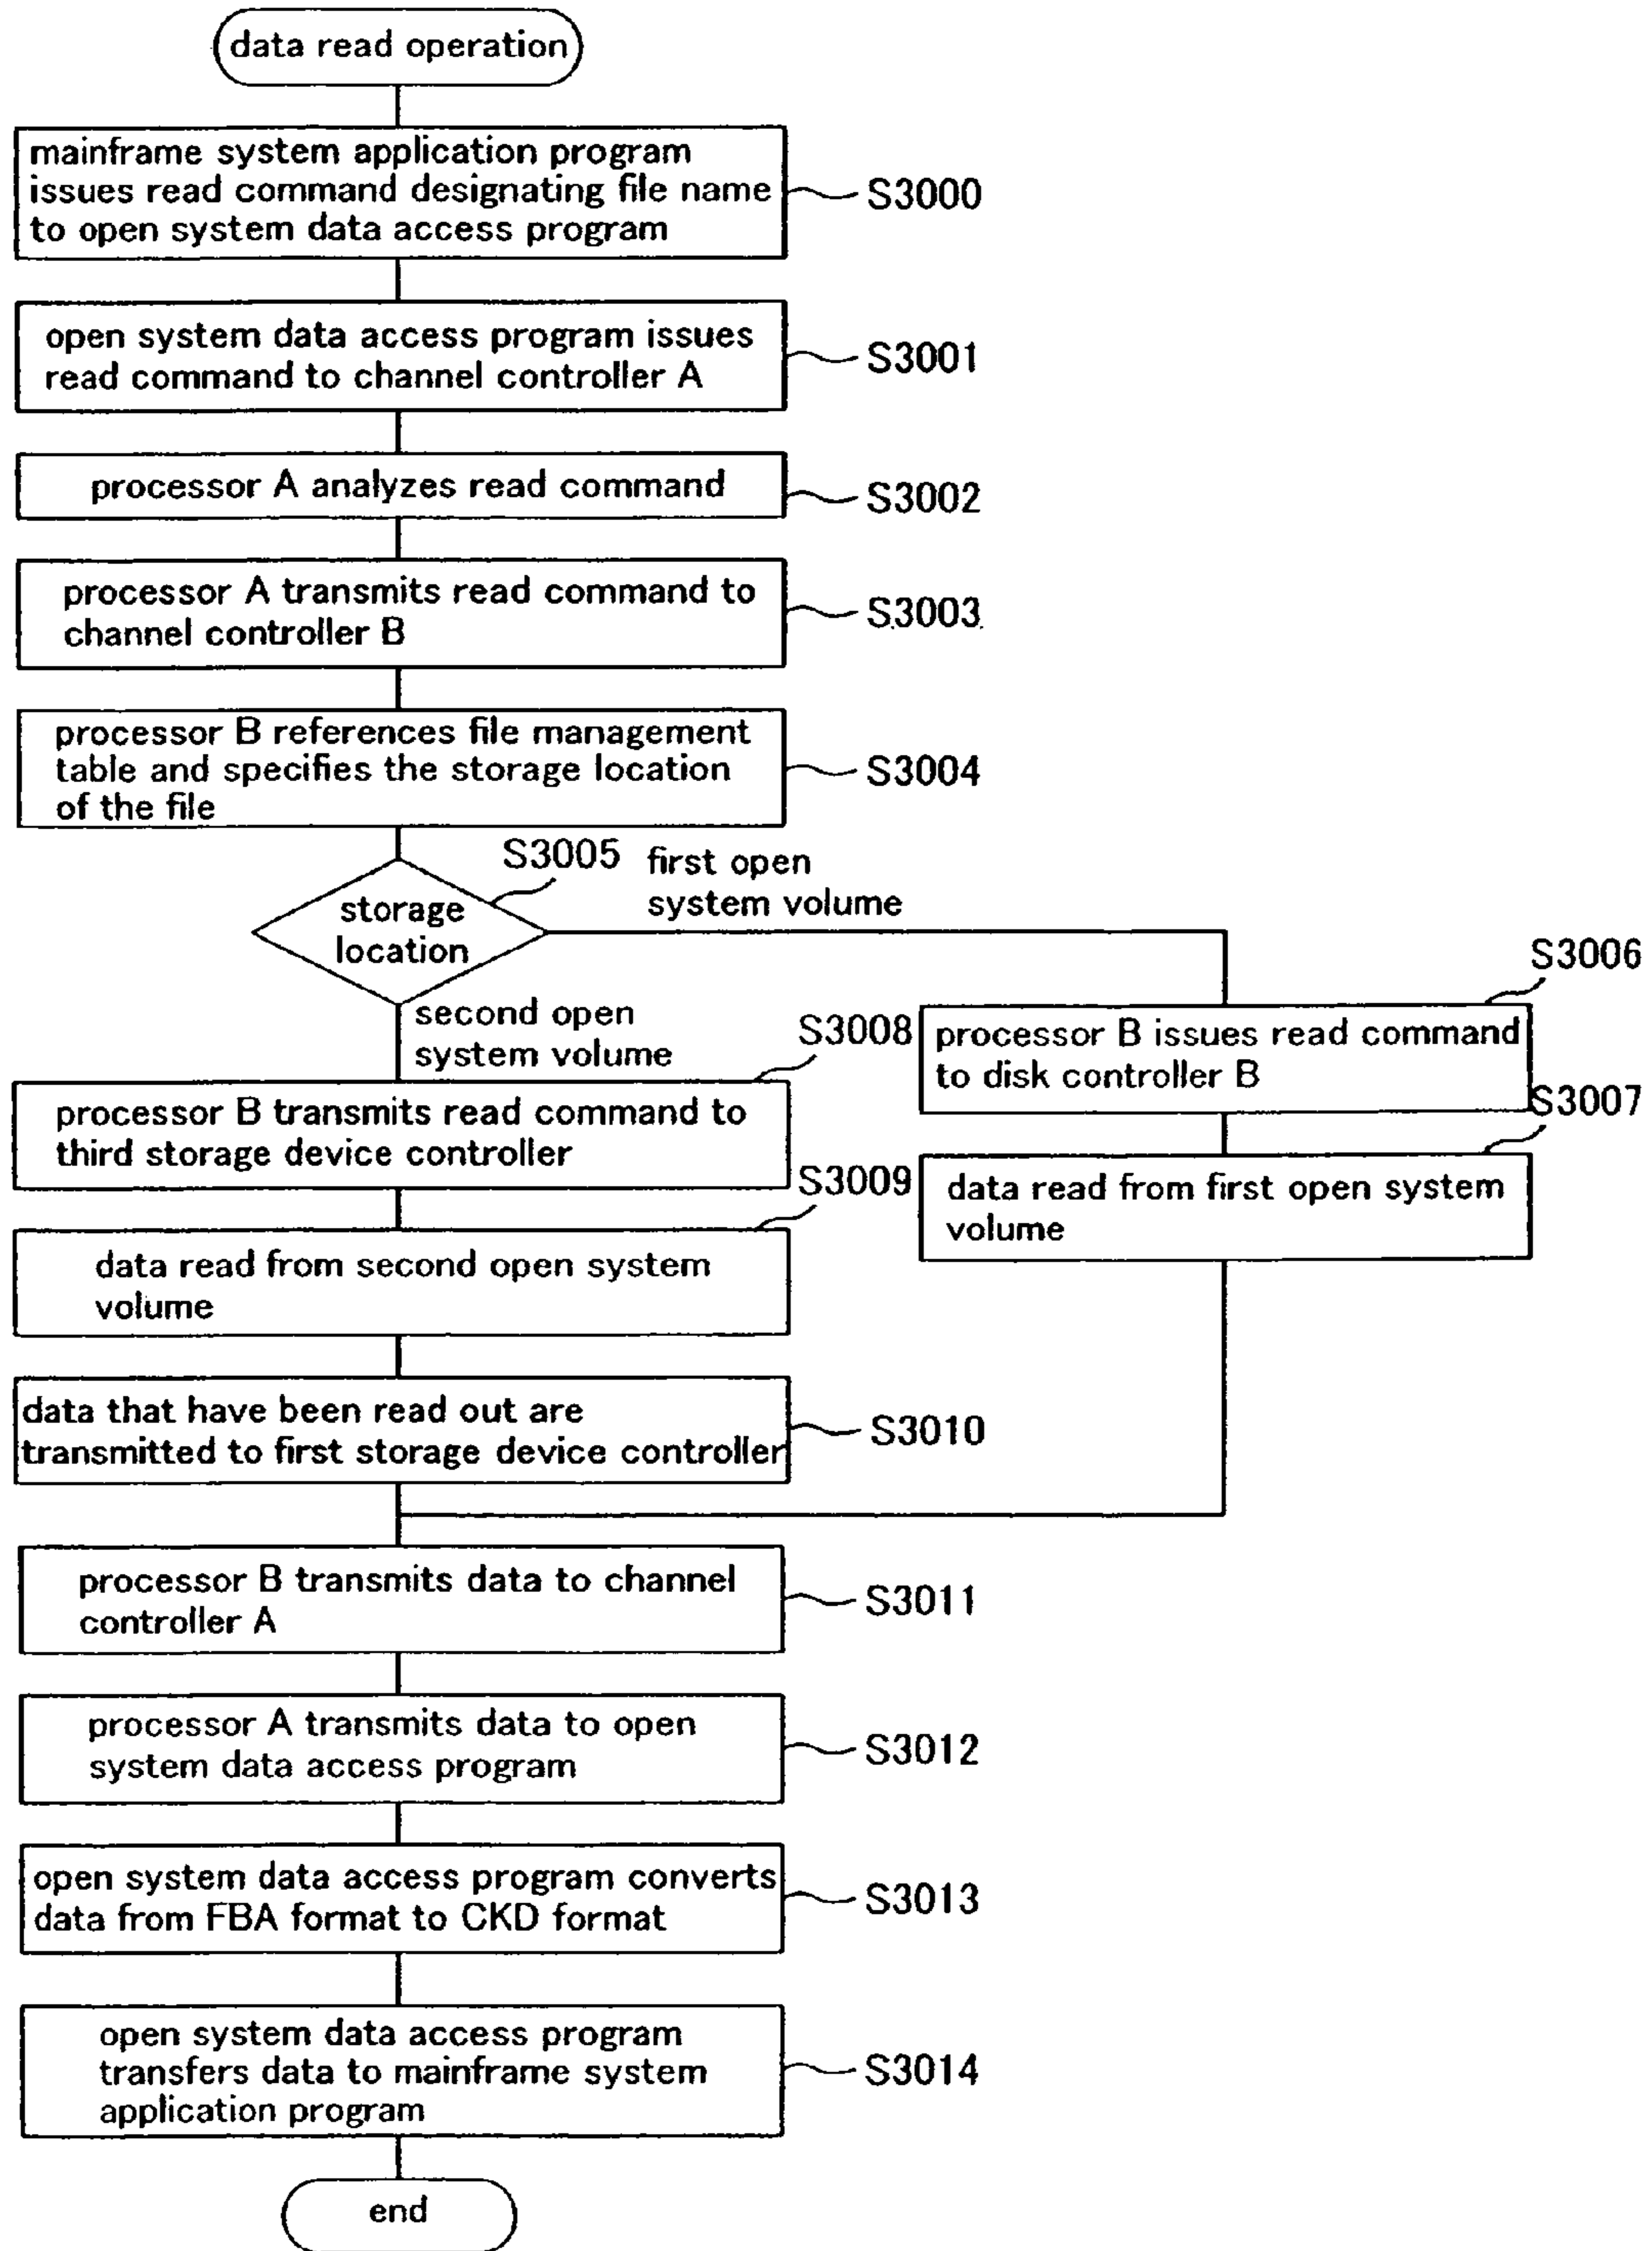 data read operation
mainframe system application program
issues read command designating file name
to open system data access program
S3000
open system data access program issues
read command to channel controller A
S3001
processor A analyzes read command
S3002
processor A transmits read command to
channel controller B
S3003
processor B references file management
table and specifies the storage location
of the file
S3004
S3005
first open
system volume
storage
location
S3006
processor B issues read command
to disk controller B
S3007
data read from first open system
volume
second open
system volume
S3008
processor B transmits read command to
third storage device controller
S3009
data read from second open system
volume
data that have been read out are
transmitted to first storage device controller
S3010
processor B transmits data to channel
controller A
S3011
processor A transmits data to open
system data access program
S3012
open system data access program converts
data from FBA format to CKD format
S3013
open system data access program
transfers data to mainframe system
application program
S3014
end